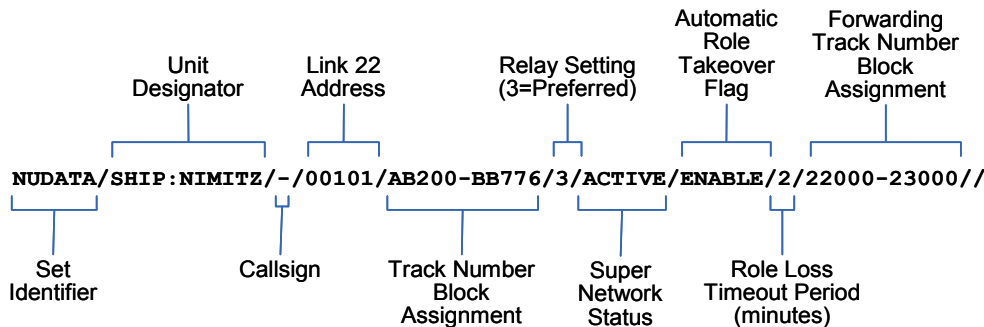 Unit
Designator
Link 22
Address
Relay Setting
(3=Preferred)
Automatic
Role
Takeover
Flag
Forwarding
Track Number
Block
Assignment
NUDATA/SHIP:NIMITZ/-/00101/AB200-BB776/3/ACTIVE/ENABLE/2/22000-23000//
Set
Identifier
Callsign
Track Number
Block
Assignment
Super
Network
Status
Role Loss
Timeout Period
(minutes)